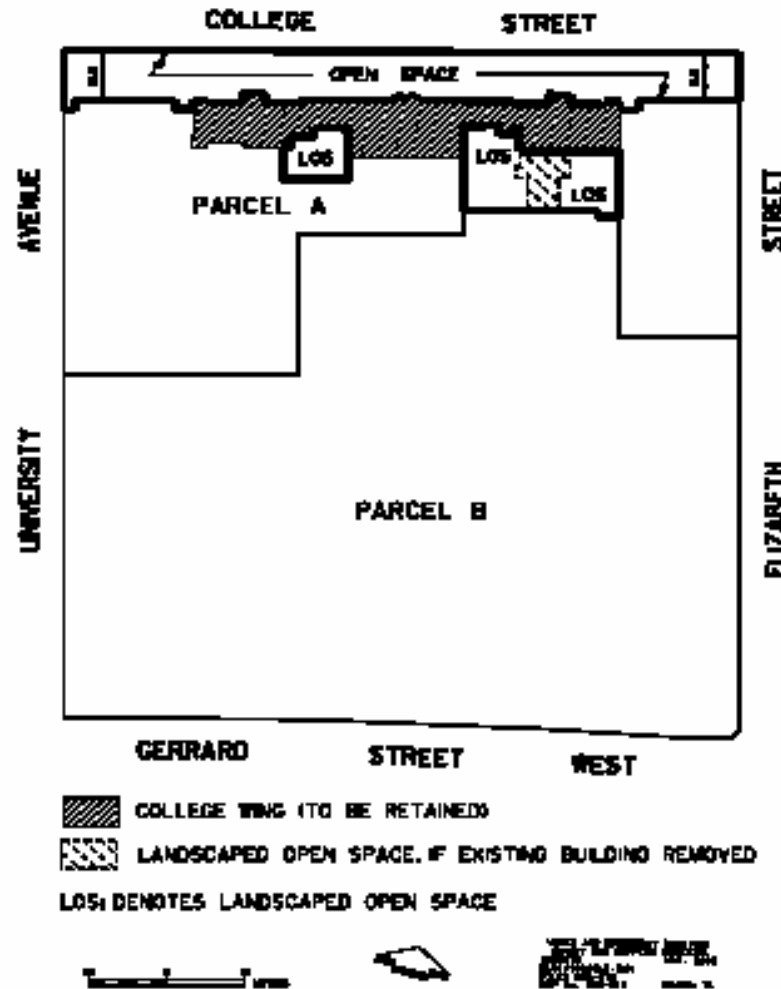 COLLEGE STREET
OPEN SPACE
LOS
LOS
LOS
PARCEL A
AVENUE
STREET
UNIVERSITY
PARCEL B
ELIZABETH
GERRARD STREET WEST
COLLEGE WING (TO BE RETAINED)
LANDSCAPED OPEN SPACE, IF EXISTING BUILDING REMOVED
LOS: DENOTES LANDSCAPED OPEN SPACE